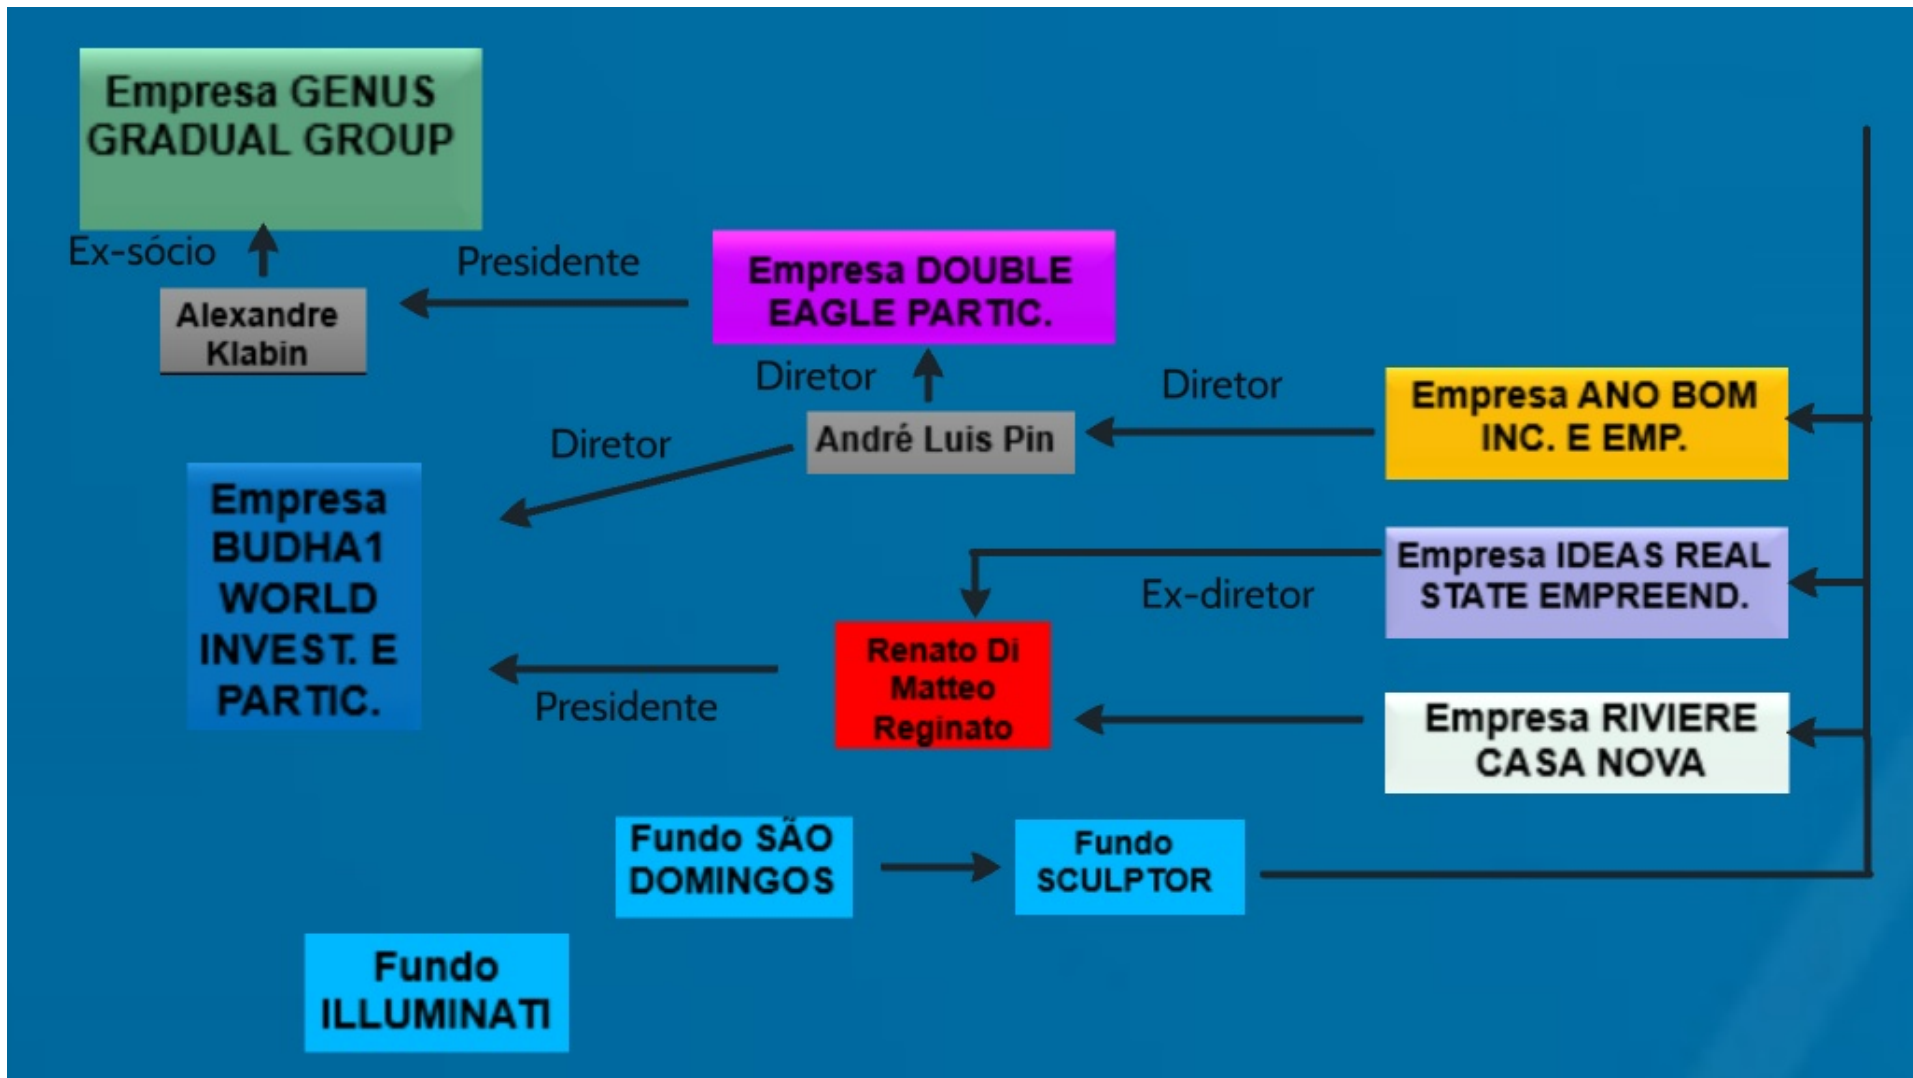 Empresa GENUS
GRADUAL GROUP
Ex-sócio
Presidente
Empresa DOUBLE
EAGLE PARTIC.
Alexandre
Klabin
Diretor
Diretor
Empresa ANO BOM
INC. E EMP.
Diretor
André Luis Pin
Empresa
BUDHA1
WORLD
INVEST. E
PARTIC.
Empresa IDEAS REAL
STATE EMPREEND.
Ex-diretor
Renato Di
Matteo
Reginato
Presidente
Empresa RIVIERE
CASA NOVA
Fundo SÃO
DOMINGOS
Fundo
SCULPTOR
Fundo
ILLUMINATI